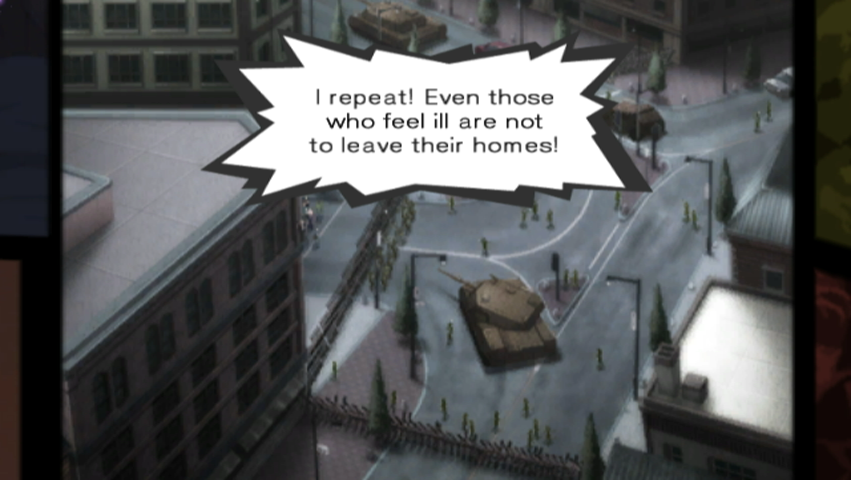 I repeat! Even those
who feel ill are not
to leave their homes!